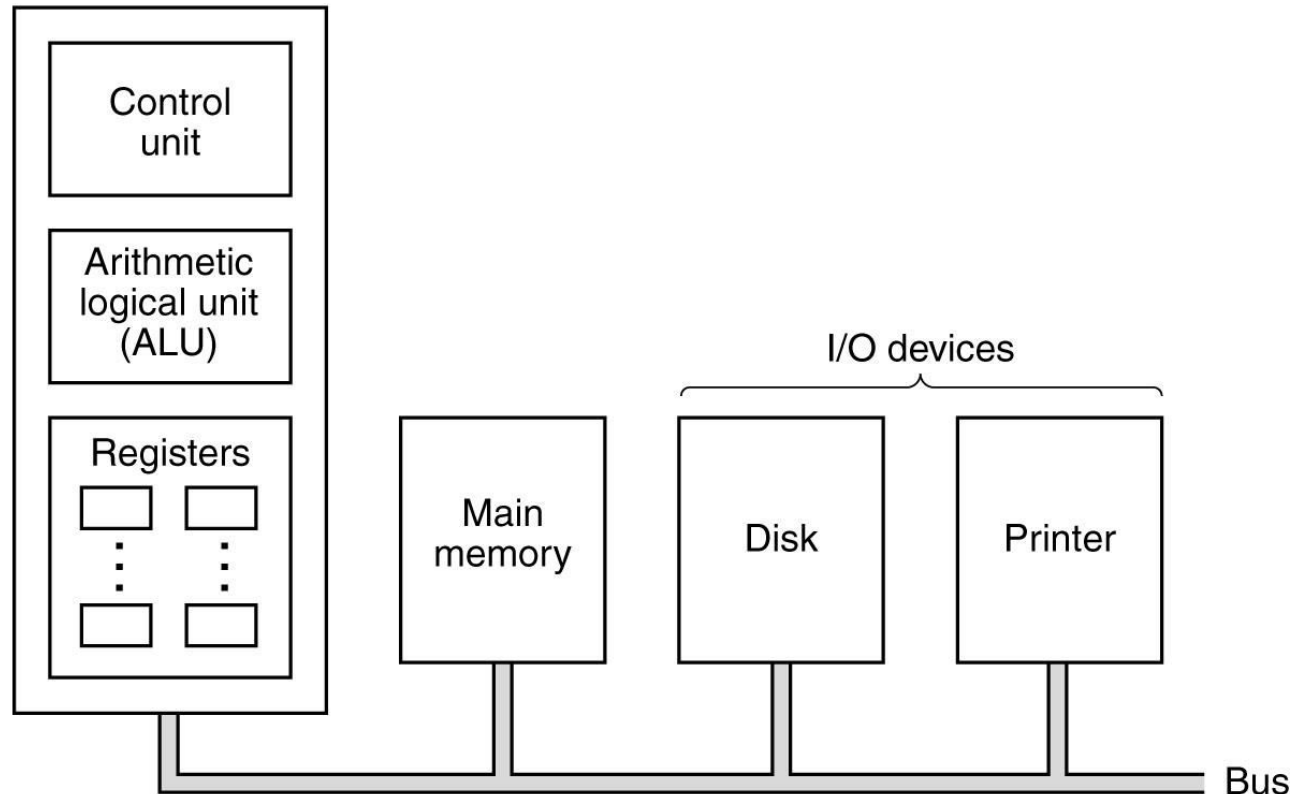 Control
unit
Arithmetic
logical unit
(ALU)
Registers
I/O devices
Main
memory
Disk
Printer
Bus